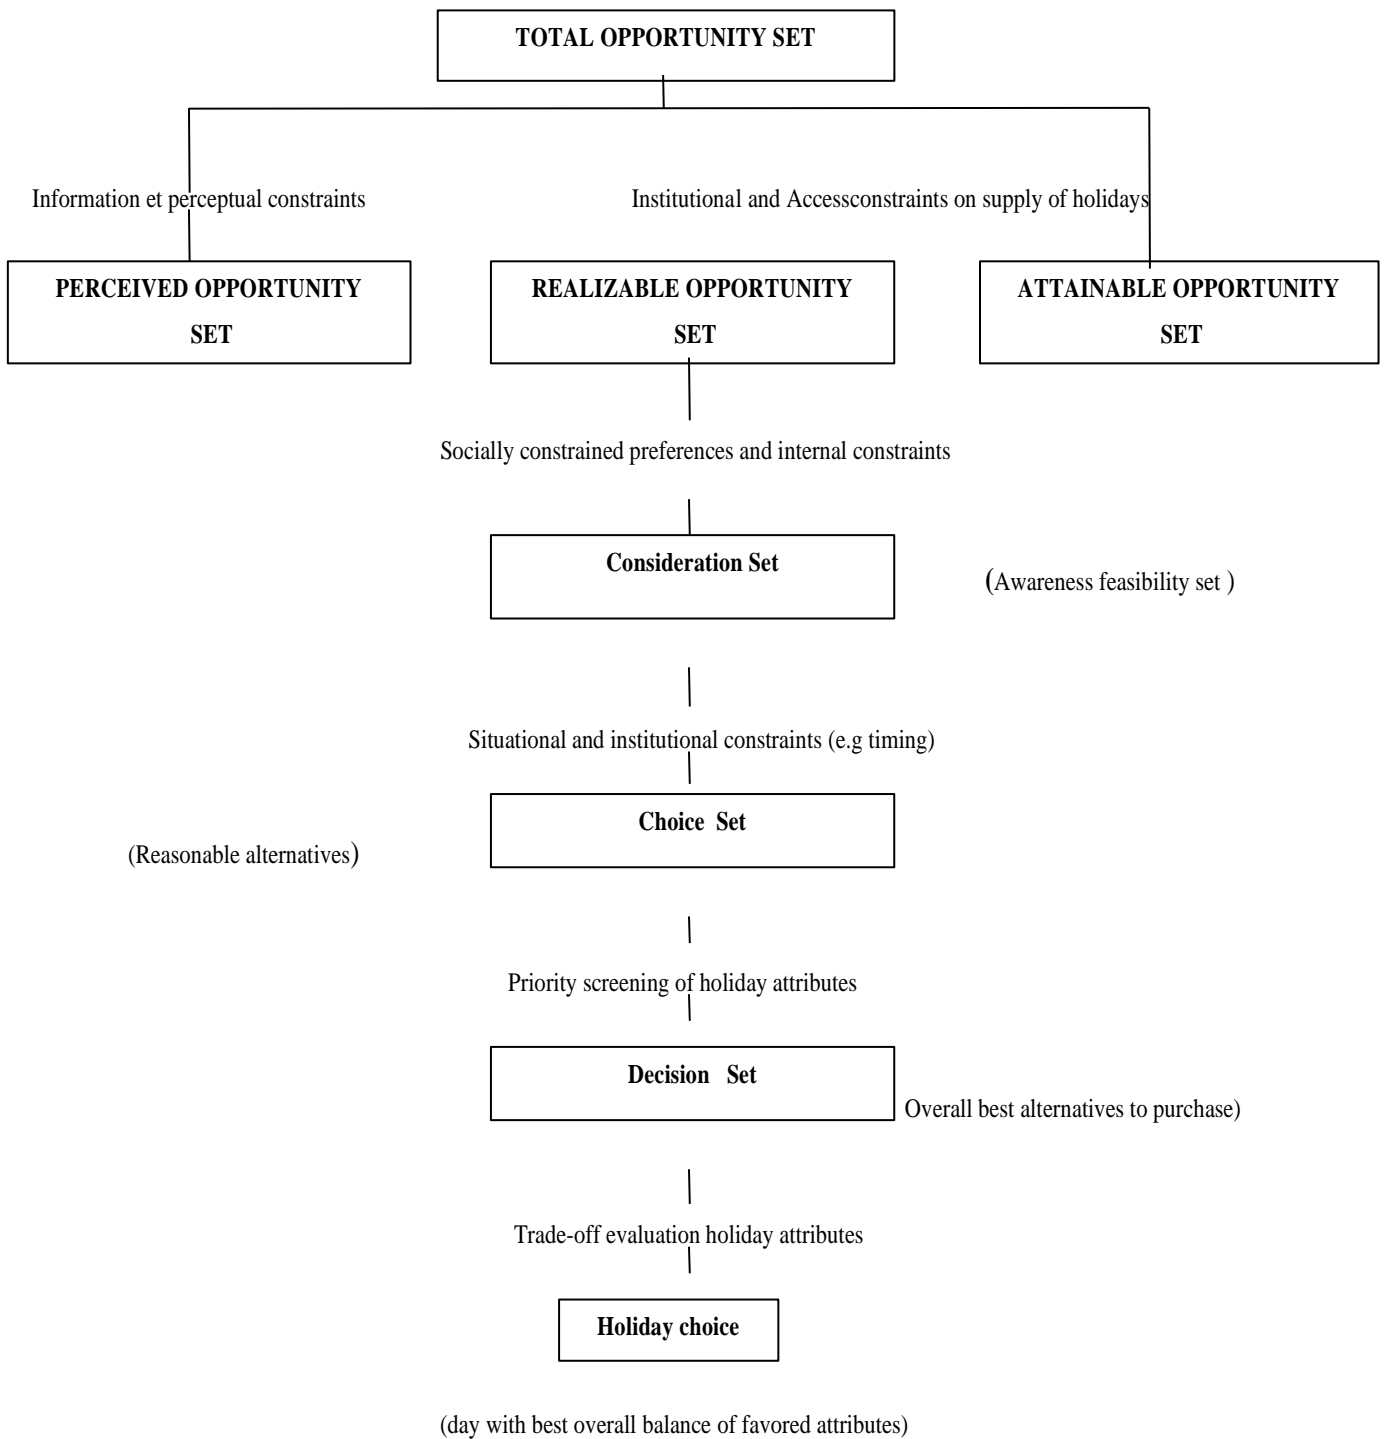 TOTAL OPPORTUNITY SET
Information et perceptual constraints
Institutional and Accessconstraints on supply of holidays
PERCEIVED OPPORTUNITY
SET
REALIZABLE OPPORTUNITY
SET
ATTAINABLE OPPORTUNITY
SET
Socially constrained preferences and internal constraints
Consideration Set
(Awareness feasibility set )
Situational and institutional constraints (e.g timing)
Choice Set
(Reasonable alternatives)
Priority screening of holiday attributes
Decision Set
Overall best alternatives to purchase)
Trade-off evaluation holiday attributes
Holiday choice
(day with best overall balance of favored attributes)